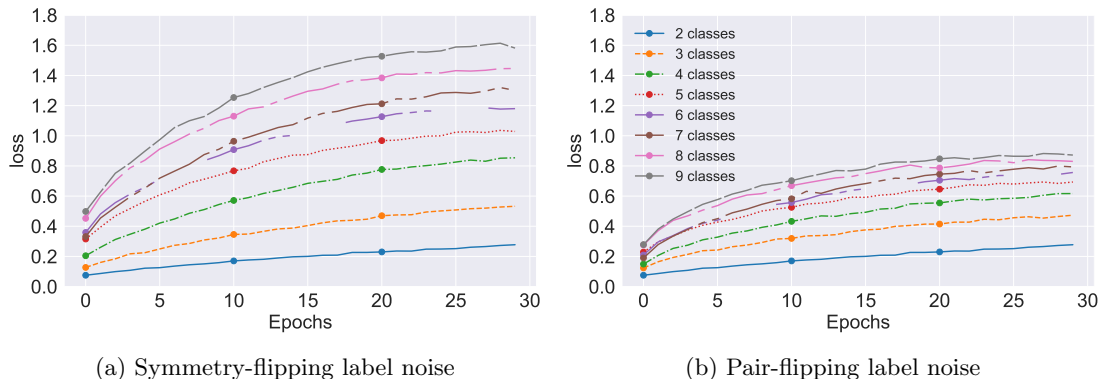 1.8
1.6
1.4
1.2
1.0
0.8
0.6
0.4
0.2
0.0
loss
0 5 10 15 20 25 30
Epochs
(a) Symmetry-flipping label noise
1.8
1.6
1.4
1.2
1.0
0.8
0.6
0.4
0.2
0.0
loss
2 classes
3 classes
4 classes
5 classes
6 classes
7 classes
8 classes
9 classes
0 5 10 15 20 25 30
Epochs
(b) Pair-flipping label noise